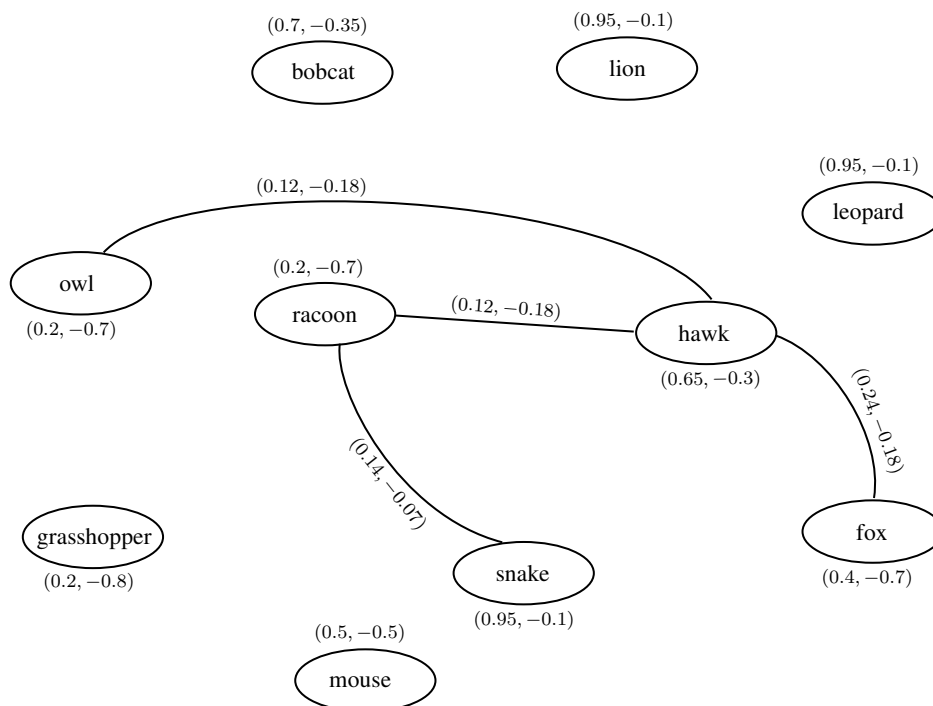 (0.7, −0.35)
bobcat
(0.95, −0.1)
lion
(0.95, −0.1)
leopard
(0.12, −0.18)
owl
(0.2, −0.7)
(0.2, −0.7)
racoon
(0.12, −0.18)
hawk
(0.65, −0.3)
(0.24, −0.18)
(0.14, −0.07)
grasshopper
(0.2, −0.8)
snake
(0.95, −0.1)
fox
(0.4, −0.7)
(0.5, −0.5)
mouse